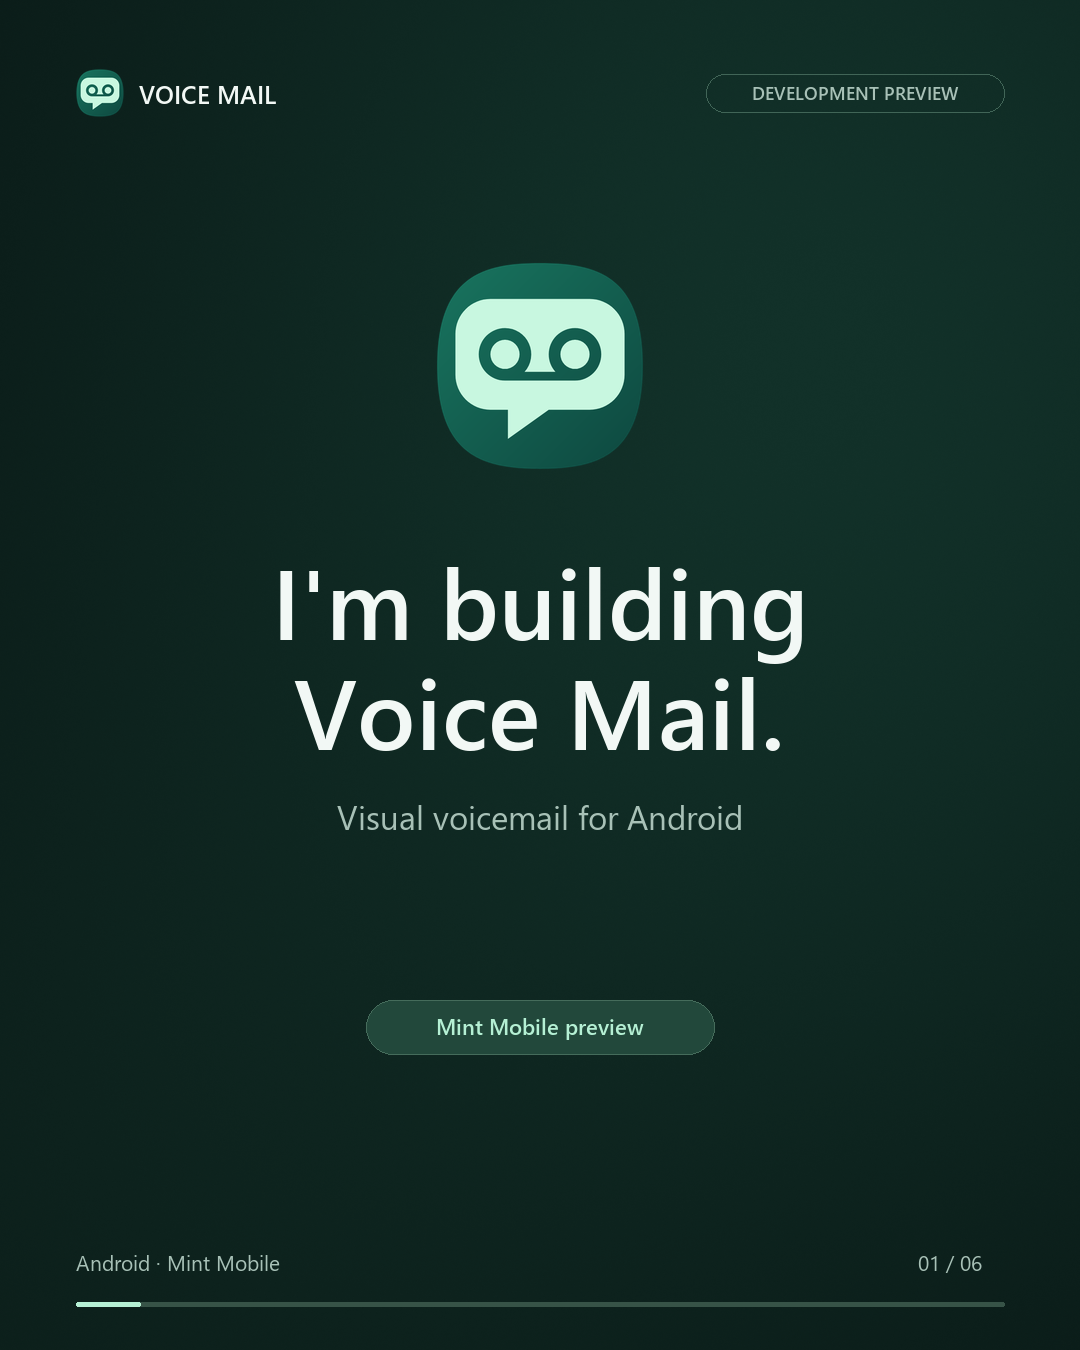 VOICE MAIL
DEVELOPMENT PREVIEW
I'm building
Voice Mail.
Visual voicemail for Android
Mint Mobile preview
Android · Mint Mobile
01 / 06